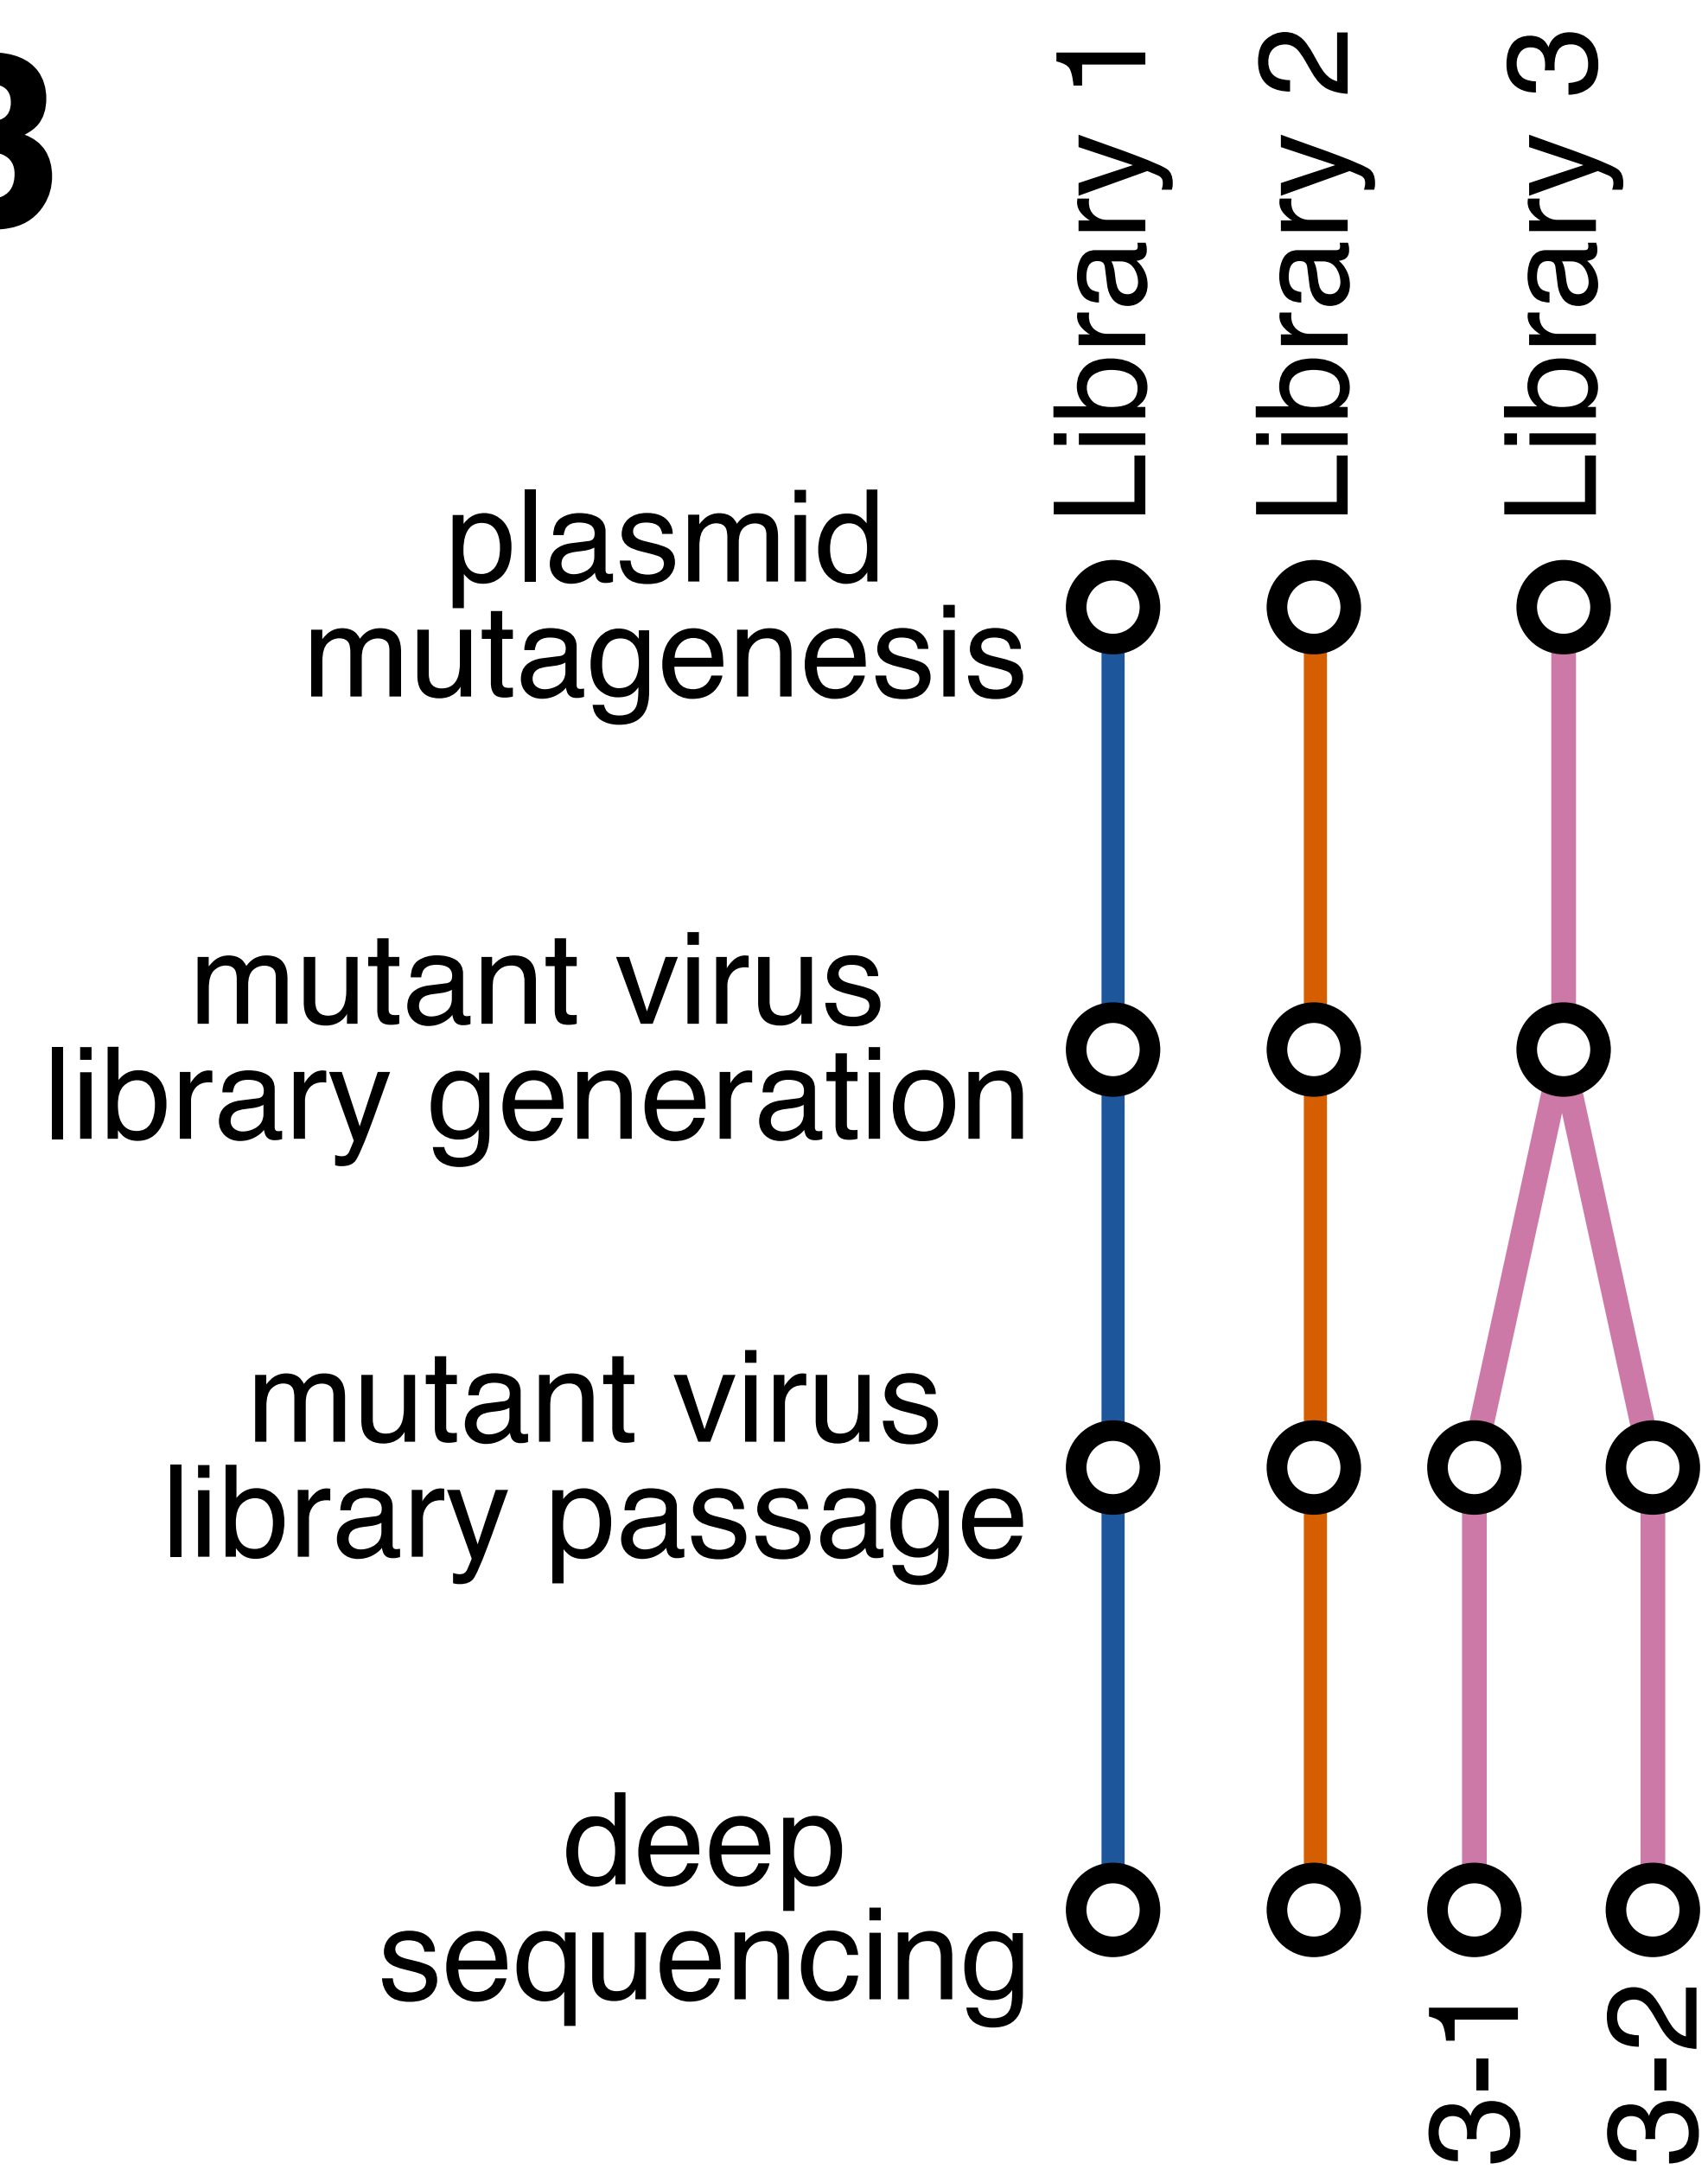 Library 1
Library 2
Library 3
plasmid
mutagenesis
mutant virus
library generation
mutant virus
library passage
deep
sequencing
3-1
3-2